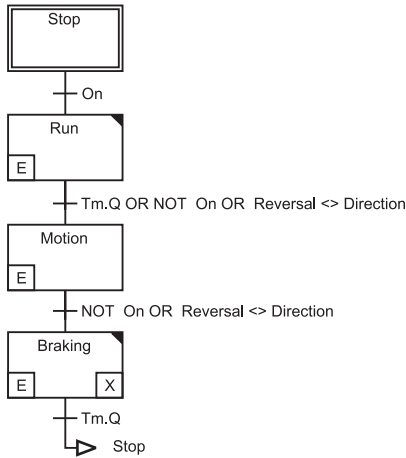 Stop
On
Run
E
Tm.Q OR NOT On OR Reversal <> Direction
Motion
E
NOT On OR Reversal <> Direction
Braking
E X
Tm.Q
Stop